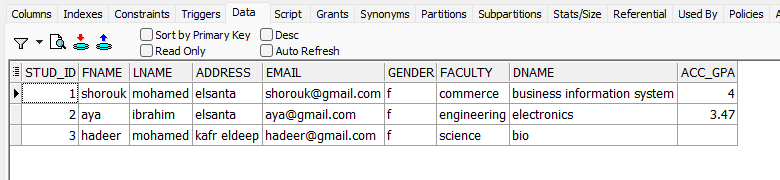 Columns Indexes Constraints Triggers Data Script Grants Synonyms Partitions Subpartitions Stats/Size Referential Used By Policies
Sort by Primary Key Desc
Read Only Auto Refresh
STUD_ID FNAME LNAME ADDRESS EMAIL GENDER FACULTY DNAME ACC_GPA
1 shorouk mohamed elsanta shorouk@gmail.com f commerce business information system 4
2 aya ibrahim elsanta aya@gmail.com f engineering electronics 3.47
3 hadeer mohamed kafr eldeep hadeer@gmail.com f science bio